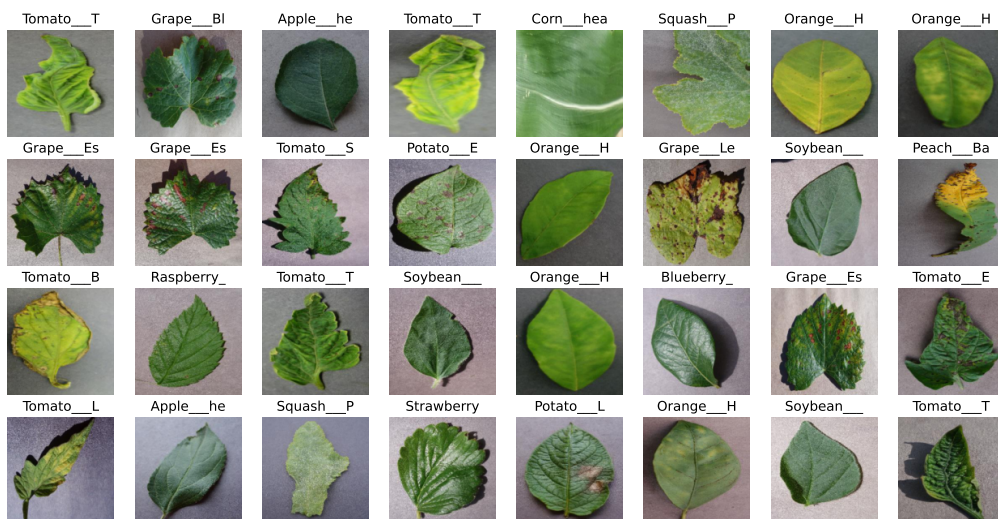 Tomato___T Grape___Bl Apple___he Tomato___T Corn___hea Squash___P Orange___H Orange___H
Grape___Es Grape___Es Tomato___S Potato___E Orange___H Grape___Le Soybean___ Peach___Ba
Tomato___B Raspberry_ Tomato___T Soybean___ Orange___H Blueberry_ Grape___Es Tomato___E
Tomato___L Apple___he Squash___P Strawberry Potato___L Orange___H Soybean___ Tomato___T